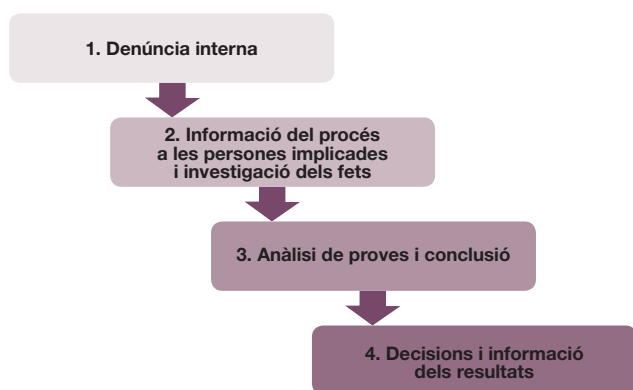 1. Denúncia interna
2. Informació del procés
a les persones implicades
i investigació dels fets
3. Anàlisi de proves i conclusió
4. Decisions i informació
dels resultats